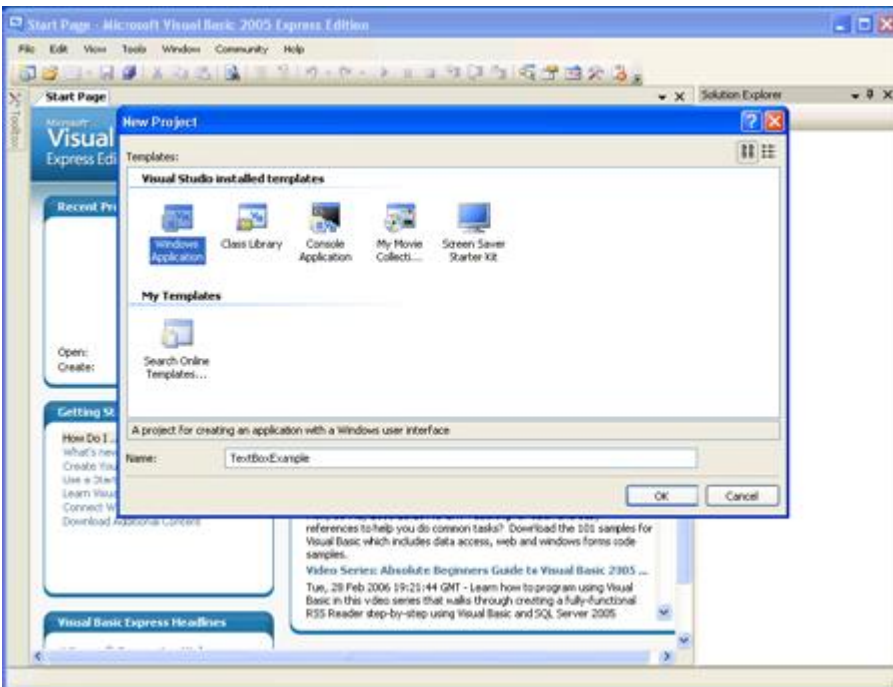 Start Page - Microsoft Visual Basic 2005 Express Edition
File Edit View Tools Window Community Help
Toolbox
Start Page
Solution Explorer
Microsoft
Visual
Express Edi
New Project
Templates:
Visual Studio installed templates
Windows Application
Class Library
Console Application
My Movie Collecti...
Screen Saver Starter Kit
My Templates
Search Online Templates...
A project for creating an application with a Windows user interface
Name: TextBoxExample
OK Cancel
Recent Pr
Open:
Create:
Getting St
How Do I ...
What's new
Create You
Use a Start
Learn Visua
Connect W
Download Additional Content
references to help you do common tasks? Download the 101 samples for
Visual Basic which includes data access, web and windows forms code
samples.
Video Series: Absolute Beginners Guide to Visual Basic 2005 ...
Tue, 28 Feb 2006 19:21:44 GMT - Learn how to program using Visual
Basic in this video series that walks through creating a fully-functional
RSS Reader step-by-step using Visual Basic and SQL Server 2005
Visual Basic Express Headlines